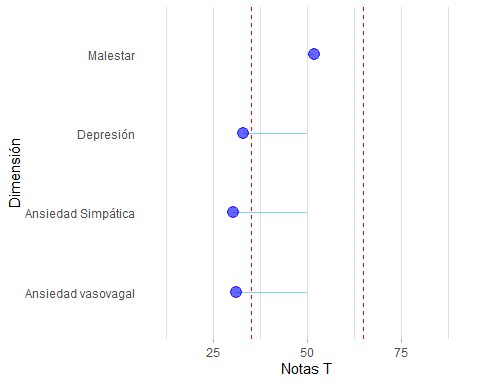 Malestar
Depresión
Ansiedad Simpática
Ansiedad vasovagal
Dimensión
25 50 75
Notas T